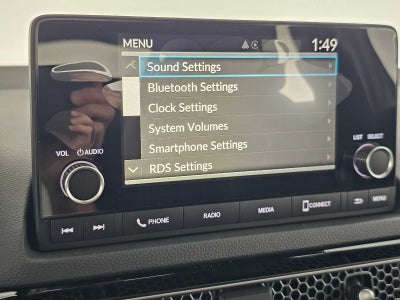 MENU
1:49
Sound Settings
Bluetooth Settings
Clock Settings
System Volumes
Smartphone Settings
RDS Settings
VOL AUDIO
LIST SELECT
PHONE
RADIO
MEDIA
CONNECT
MENU